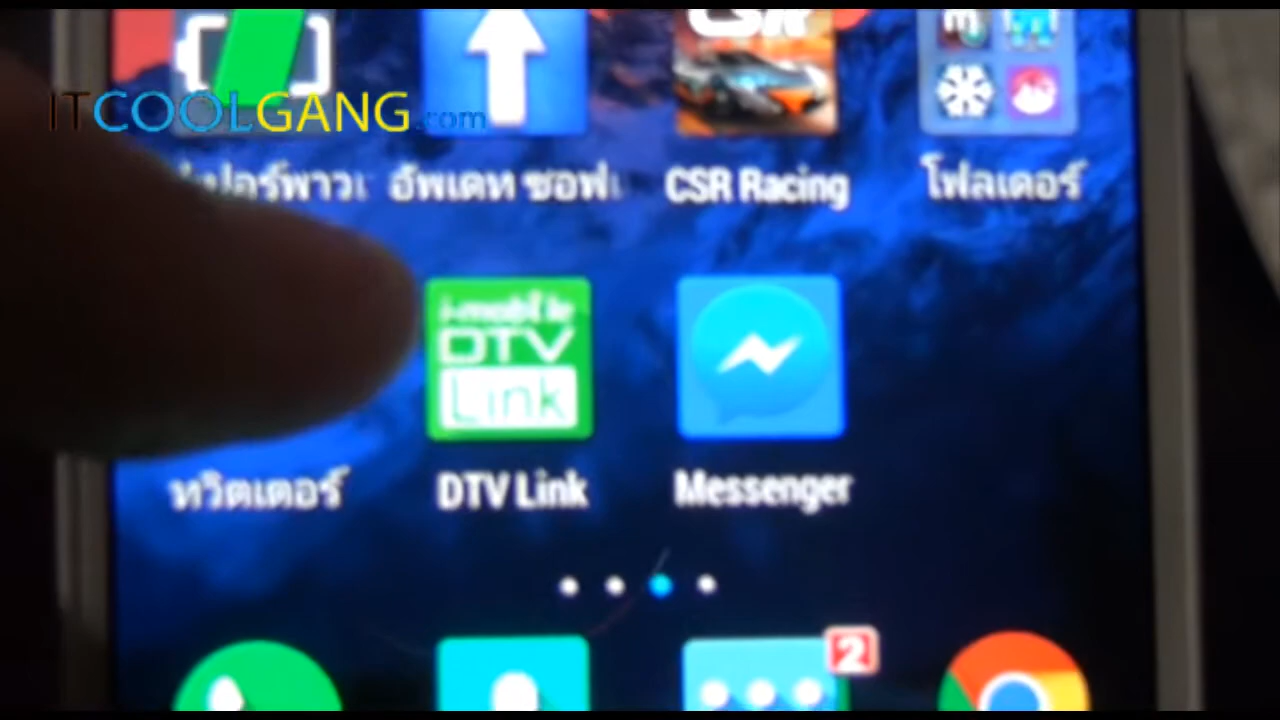 CSR
ITCOOLGANG.com
อัพเดท ซอฟ
CSR Racing
โฟลเดอร์
i-mobile
DTV
Link
ทวิตเตอร์
DTV Link
Messenger
2